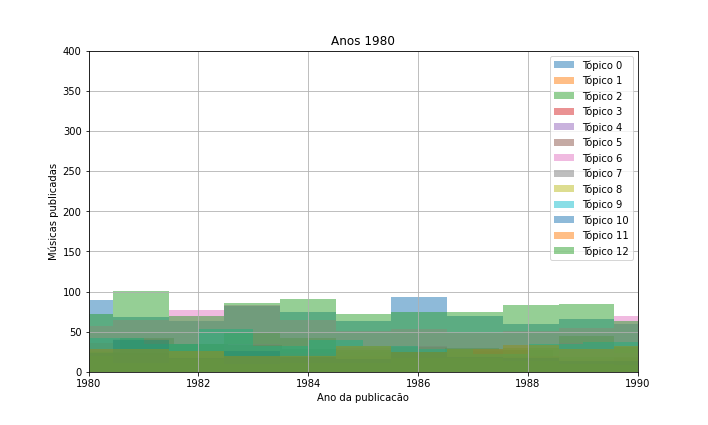 Anos 1980
400
350
300
250
200
150
100
50
0
Músicas publicadas
1980
1982
1984
1986
1988
1990
Ano da publicacão
Tópico 0
Tópico 1
Tópico 2
Tópico 3
Tópico 4
Tópico 5
Tópico 6
Tópico 7
Tópico 8
Tópico 9
Tópico 10
Tópico 11
Tópico 12